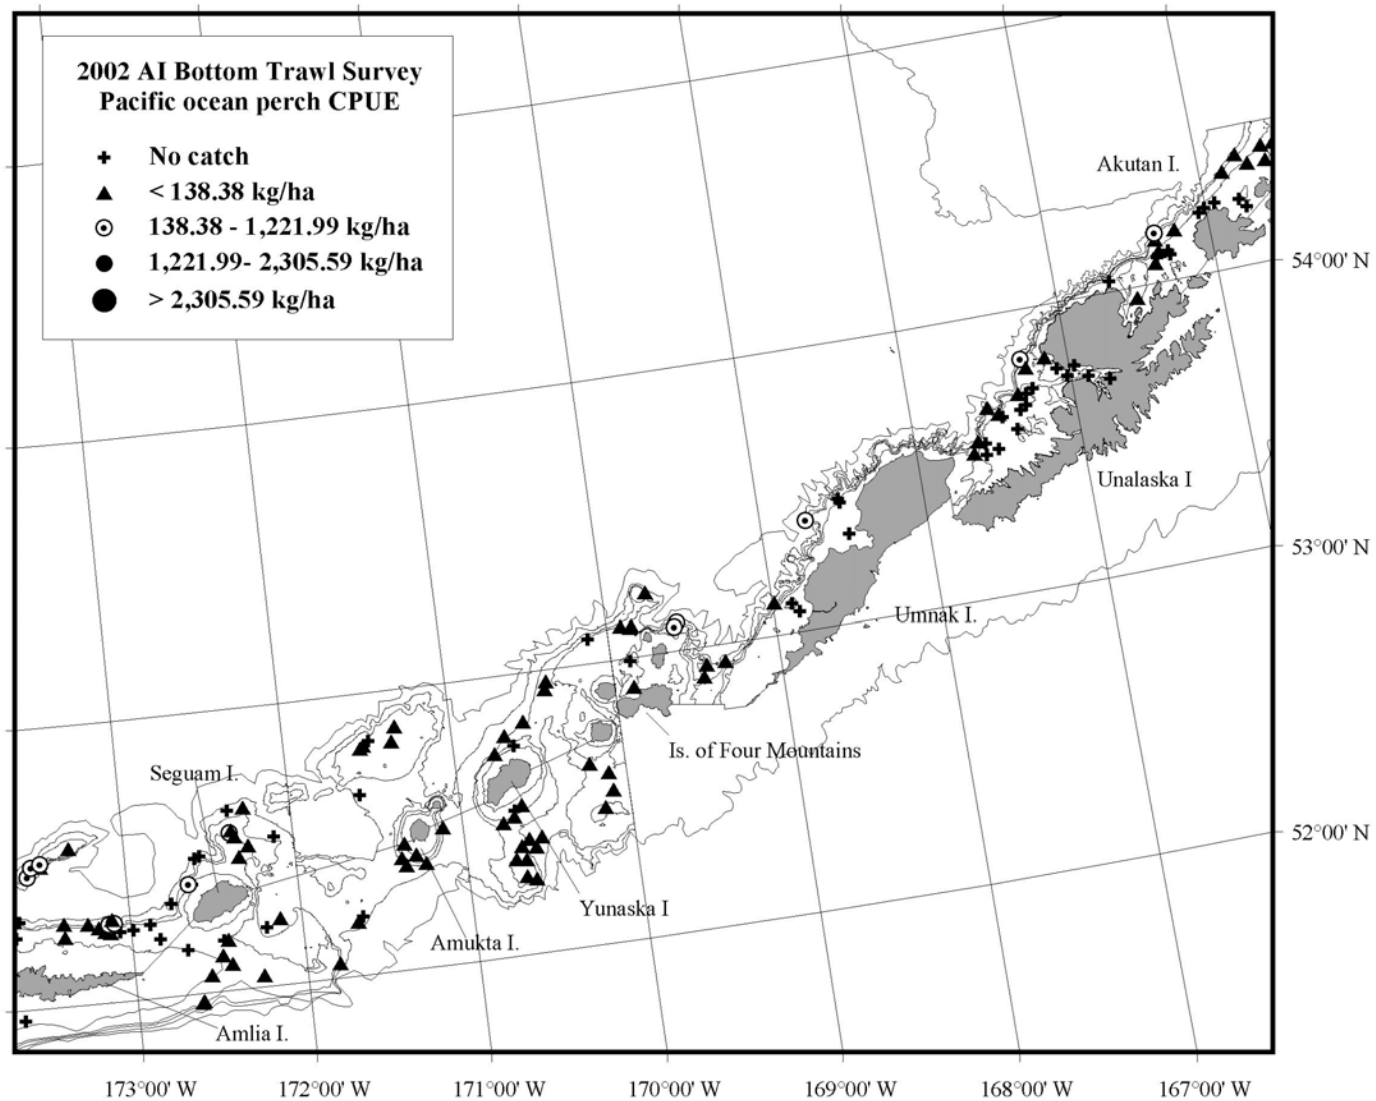 2002 AI Bottom Trawl Survey
Pacific ocean perch CPUE
No catch
< 138.38 kg/ha
138.38 - 1,221.99 kg/ha
1,221.99- 2,305.59 kg/ha
> 2,305.59 kg/ha
Akutan I.
54°00' N
Unalaska I
53°00' N
Umnak I.
Is. of Four Mountains
Seguam I.
52°00' N
Yunaska I
Amukta I.
Amlia I.
173°00' W
172°00' W
171°00' W
170°00' W
169°00' W
168°00' W
167°00' W